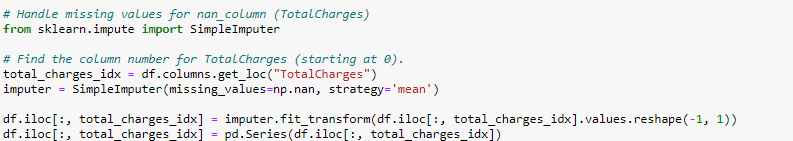 # Handle missing values for nan_column (TotalCharges)
from sklearn.impute import SimpleImputer
# Find the column number for TotalCharges (starting at 0).
total_charges_idx = df.columns.get_loc("TotalCharges")
imputer = SimpleImputer(missing_values=np.nan, strategy='mean')
df.iloc[:, total_charges_idx] = imputer.fit_transform(df.iloc[:, total_charges_idx].values.reshape(-1, 1))
df.iloc[:, total_charges_idx] = pd.Series(df.iloc[:, total_charges_idx])